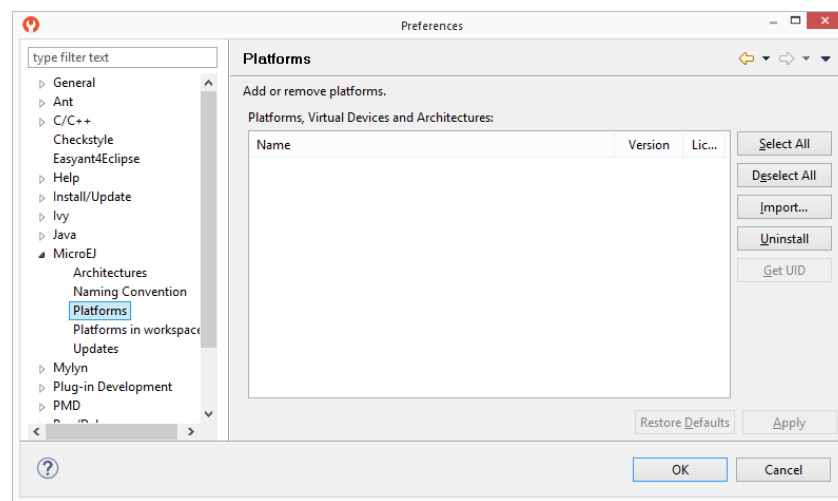 Preferences
type filter text
General
Ant
C/C++
Checkstyle
Easyant4Eclipse
Help
Install/Update
Ivy
Java
MicroEJ
Architectures
Naming Convention
Platforms
Platforms in workspace
Updates
Mylyn
Plug-in Development
PMD
Platforms
Add or remove platforms.
Platforms, Virtual Devices and Architectures:
Name Version Lic...
Select All
Deselect All
Import...
Uninstall
Get UID
Restore Defaults Apply
? OK Cancel